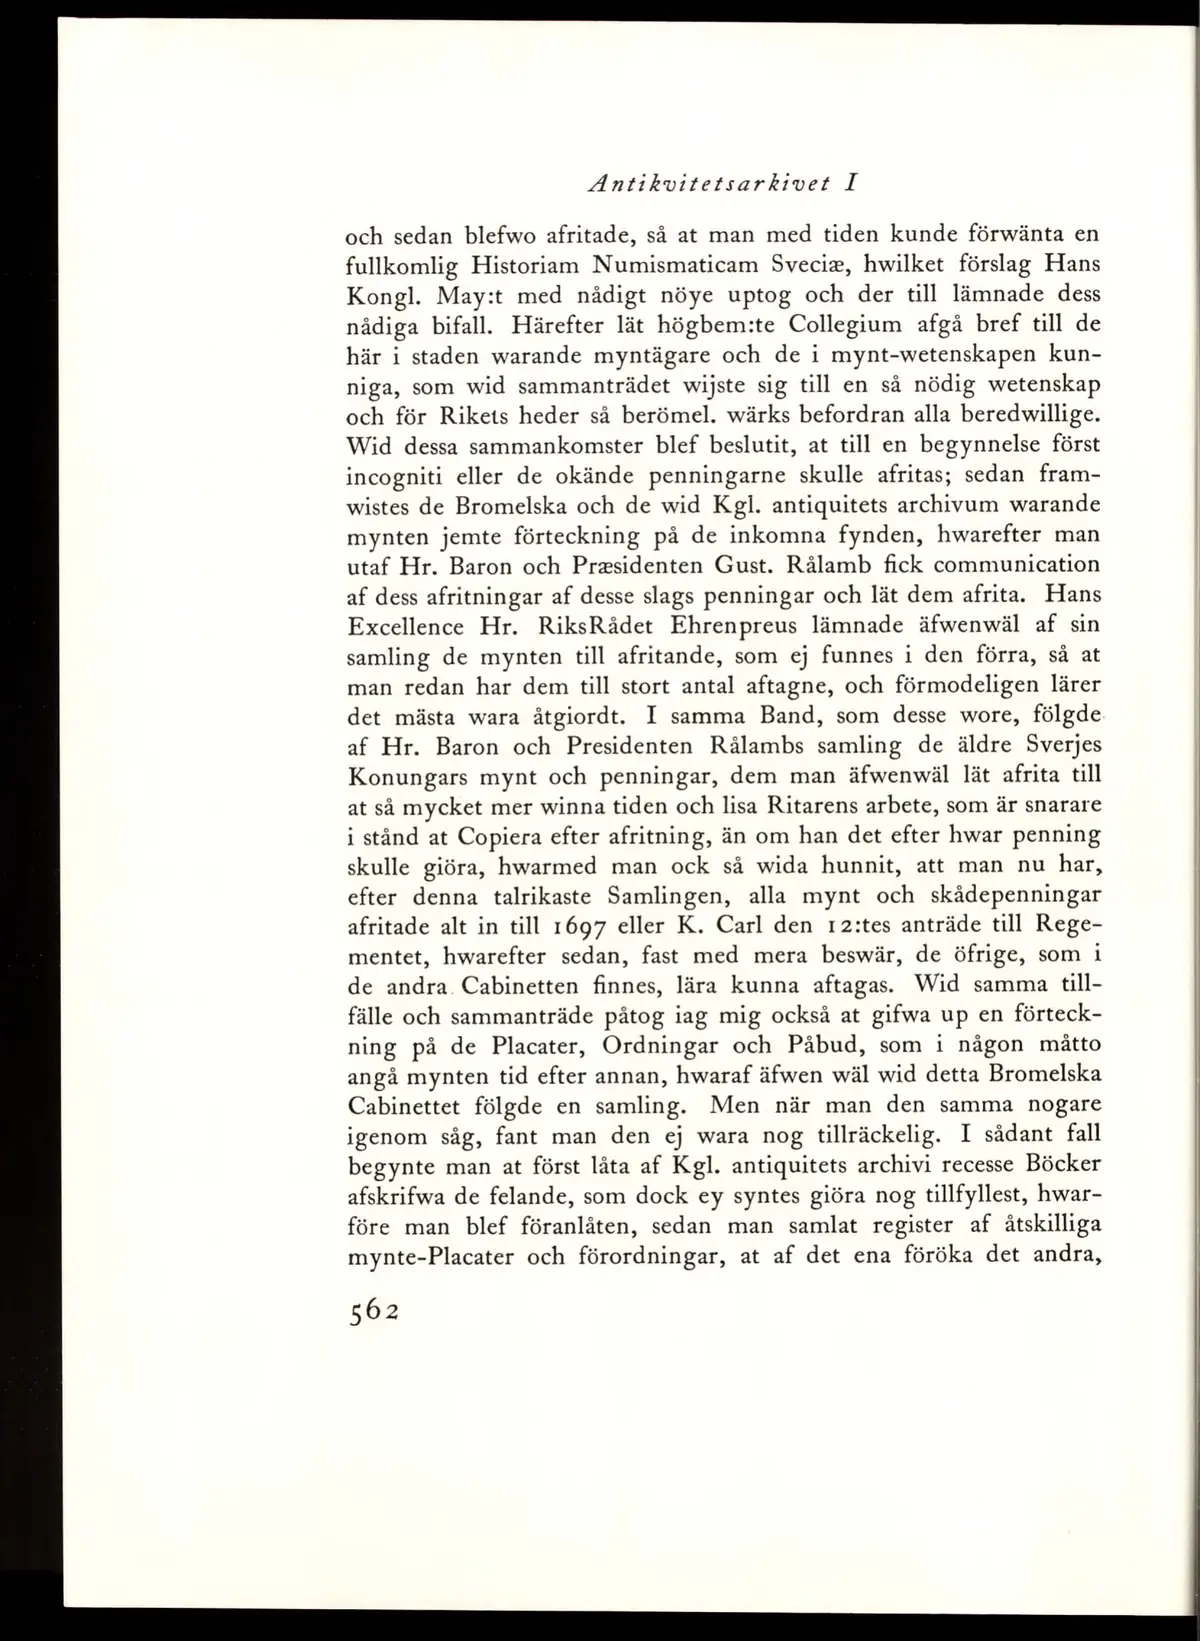 Antikvitetsarkivet I
och sedan blefwo afritade, så at man med tiden kunde förwänta en
fullkomlig Historiam Numismaticam Sveciæ, hwilket förslag Hans
Kongl. May:t med nådigt nöye uptog och der till lämnade dess
nådiga bifall. Härefter lät högbem:te Collegium afgå bref till de
här i staden warande myntägare och de i mynt-wetenskapen kun-
niga, som wid sammanträdet wijste sig till en så nödig wetenskap
och för Rikets heder så berömel. wärks befordran alla beredwillige.
Wid dessa sammankomster blef beslutit, at till en begynnelse först
incogniti eller de okände penningarne skulle afritas; sedan fram-
wistes de Bromelska och de wid Kgl. antiquitets archivum warande
mynten jemte förteckning på de inkomna fynden, hwarefter man
utaf Hr. Baron och Præsidenten Gust. Rålamb fick communication
af dess afritningar af desse slags penningar och lät dem afrita. Hans
Excellence Hr. RiksRådet Ehrenpreus lämnade äfwenwäl af sin
samling de mynten till afritande, som ej funnes i den förra, så at
man redan har dem till stort antal aftagne, och förmodeligen lärer
det mästa wara åtgiordt. I samma Band, som desse wore, fölgde
af Hr. Baron och Presidenten Rålambs samling de äldre Sverjes
Konungars mynt och penningar, dem man äfwenwäl lät afrita till
at så mycket mer winna tiden och lisa Ritarens arbete, som är snarare
i stånd at Copiera efter afritning, än om han det efter hwar penning
skulle giöra, hwarmed man ock så wida hunnit, att man nu har,
efter denna talrikaste Samlingen, alla mynt och skådepenningar
afritade alt in till 1697 eller K. Carl den 12:tes anträde till Rege-
mentet, hwarefter sedan, fast med mera beswär, de öfrige, som i
de andra Cabinetten finnes, lära kunna aftagas. Wid samma till-
fälle och sammanträde påtog iag mig också at gifwa up en förteck-
ning på de Placater, Ordningar och Påbud, som i någon måtto
angå mynten tid efter annan, hwaraf äfwen wäl wid detta Bromelska
Cabinettet fölgde en samling. Men när man den samma nogare
igenom såg, fant man den ej wara nog tillräckelig. I sådant fall
begynte man at först låta af Kgl. antiquitets archivi recesse Böcker
afskrifwa de felande, som dock ey syntes giöra nog tillfyllest, hwar-
före man blef föranlåten, sedan man samlat register af åtskilliga
mynte-Placater och förordningar, at af det ena föröka det andra,
562